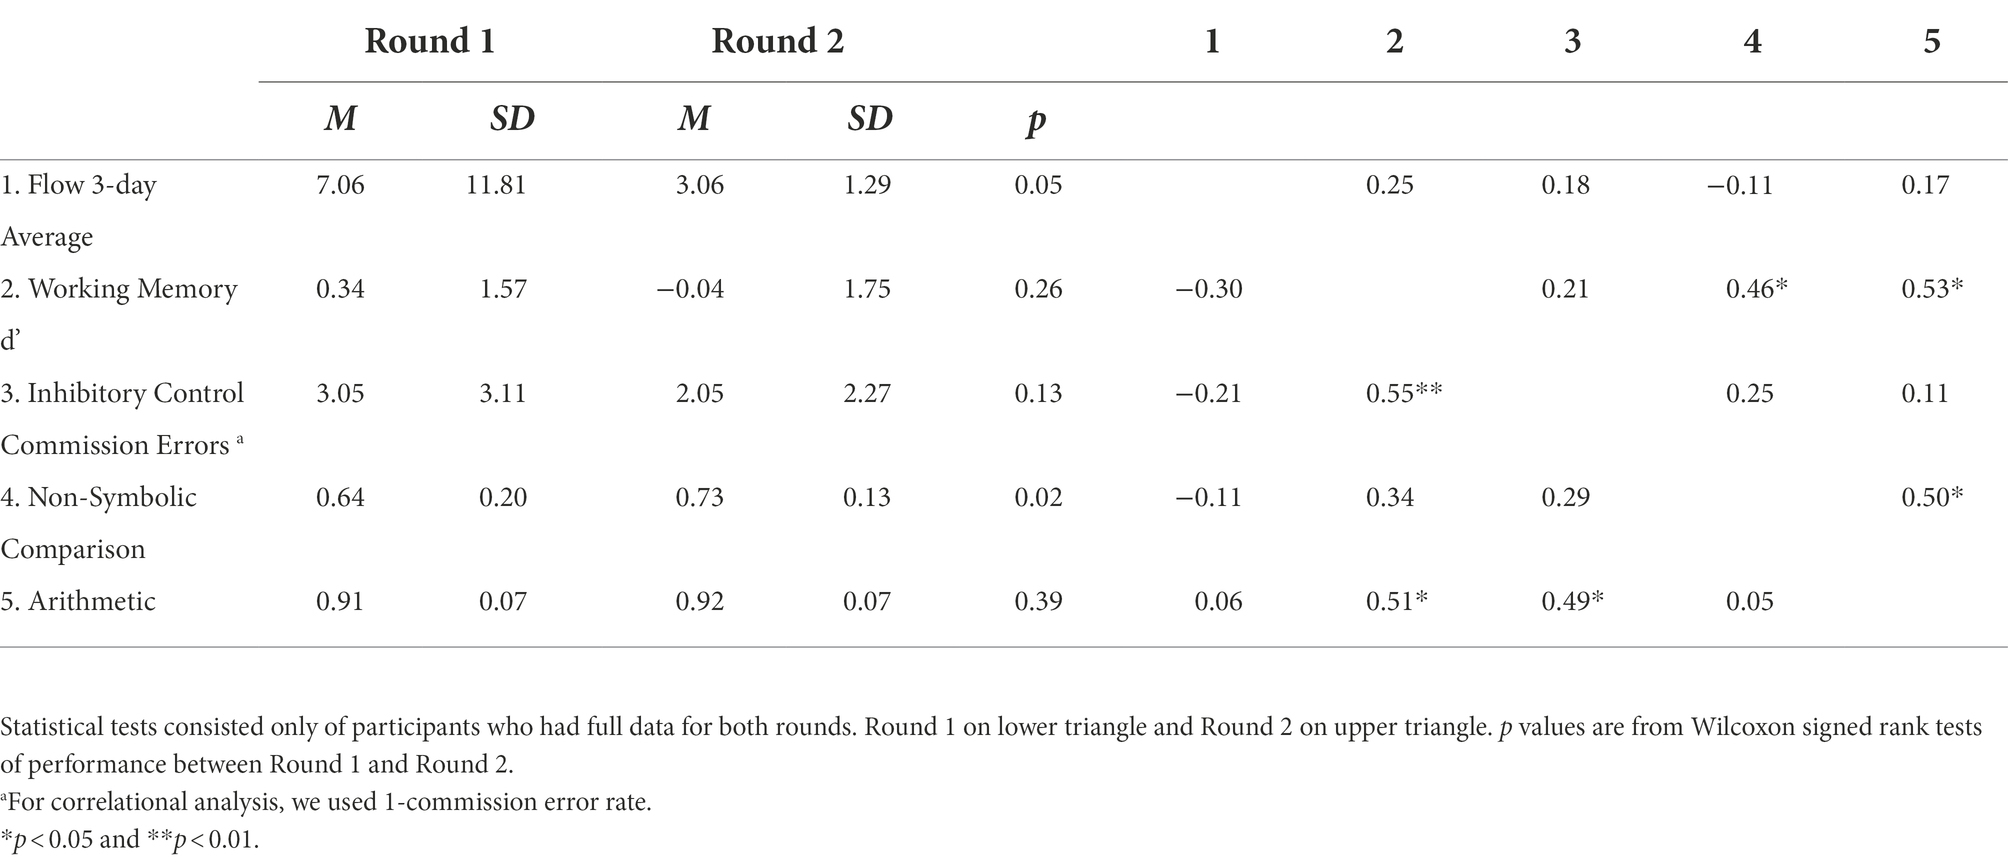 Round 1 Round 2 1 2 3 4 5
M SD M SD p
1. Flow 3-day 7.06 11.81 3.06 1.29 0.05 0.25 0.18 −0.11 0.17
Average
2. Working Memory 0.34 1.57 −0.04 1.75 0.26 −0.30 0.21 0.46* 0.53*
d’
3. Inhibitory Control 3.05 3.11 2.05 2.27 0.13 −0.21 0.55** 0.25 0.11
Commission Errors a
4. Non-Symbolic 0.64 0.20 0.73 0.13 0.02 −0.11 0.34 0.29 0.50*
Comparison
5. Arithmetic 0.91 0.07 0.92 0.07 0.39 0.06 0.51* 0.49* 0.05
Statistical tests consisted only of participants who had full data for both rounds. Round 1 on lower triangle and Round 2 on upper triangle. p values are from Wilcoxon signed rank tests
of performance between Round 1 and Round 2.
aFor correlational analysis, we used 1-commission error rate.
*p < 0.05 and **p < 0.01.